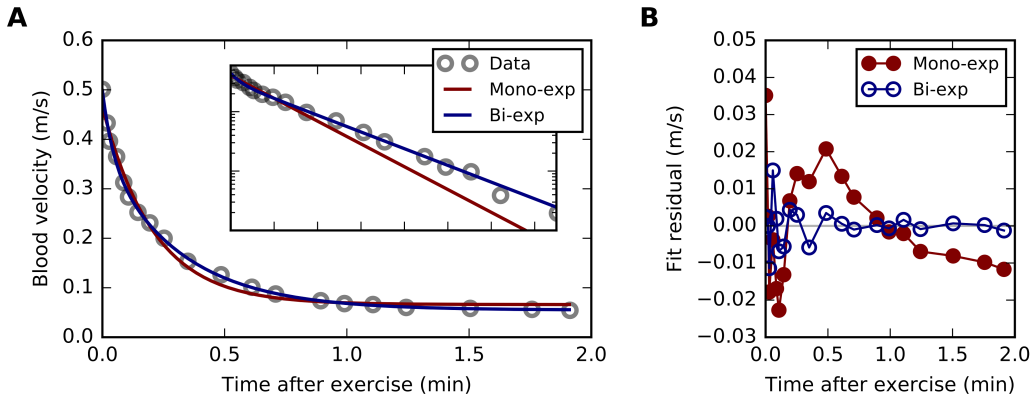 A
0.6
0.5
0.4
0.3
0.2
0.1
0.0
Blood velocity (m/s)
Data
Mono-exp
Bi-exp
0.0 0.5 1.0 1.5 2.0
Time after exercise (min)
B
0.05
0.04
0.03
0.02
0.01
0.00
−0.01
−0.02
−0.03
Fit residual (m/s)
Mono-exp
Bi-exp
0.0 0.5 1.0 1.5 2.0
Time after exercise (min)